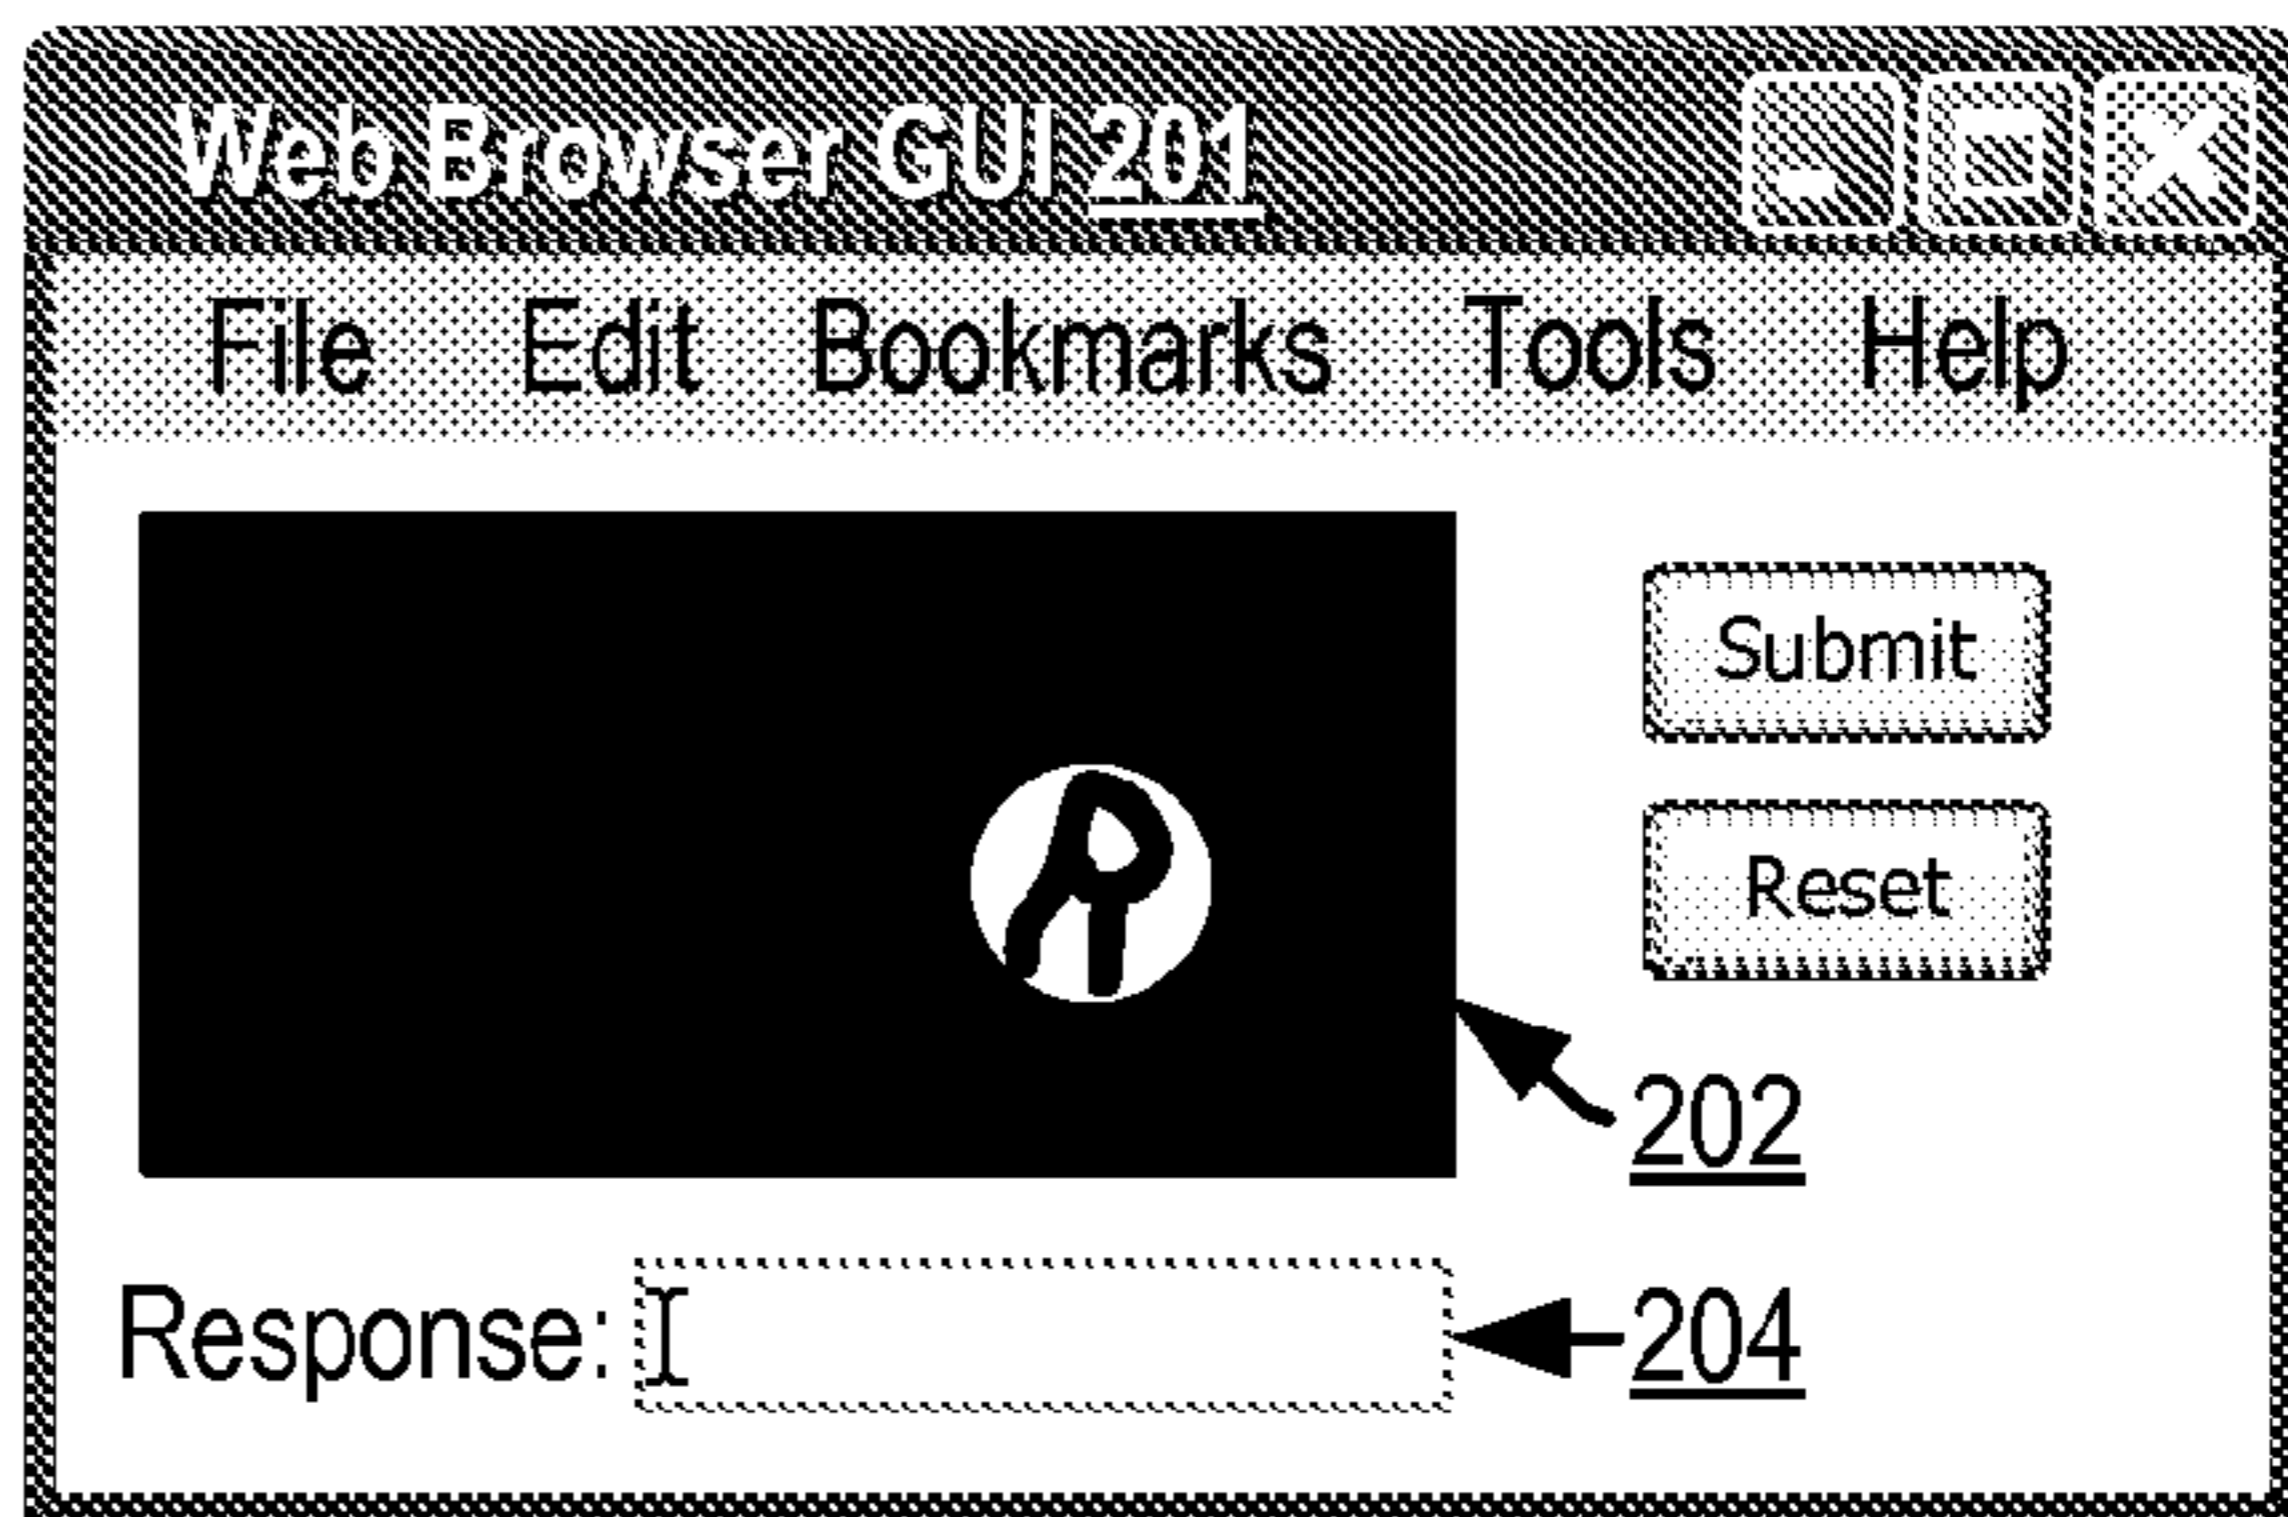 Web Browser GUI 201
File Edit Bookmarks Tools Help
Submit
R
Reset
202
Response: 204